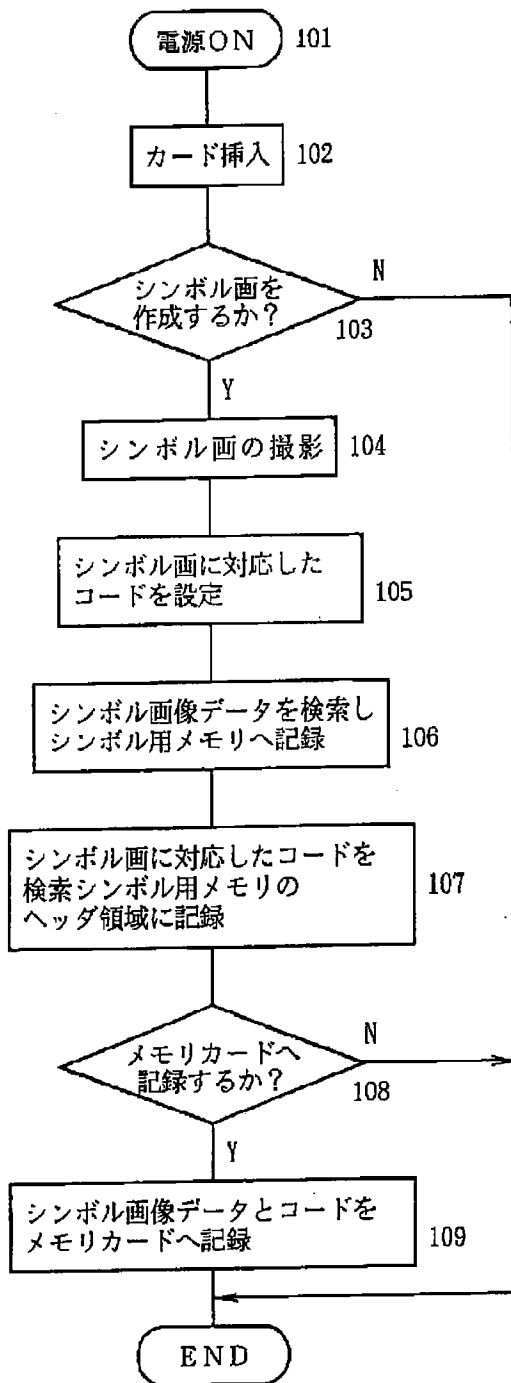 電源ON 101
カード挿入 102
N
シンボル画を
作成するか?
103
Y
シンボル画の撮影 104
シンボル画に対応した
コードを設定
105
シンボル画像データを検索し
シンボル用メモリへ記録
106
シンボル画に対応したコードを
検索シンボル用メモリの
ヘッダ領域に記録
107
N
メモリカードへ
記録するか?
108
Y
シンボル画像データとコードを
メモリカードへ記録
109
END